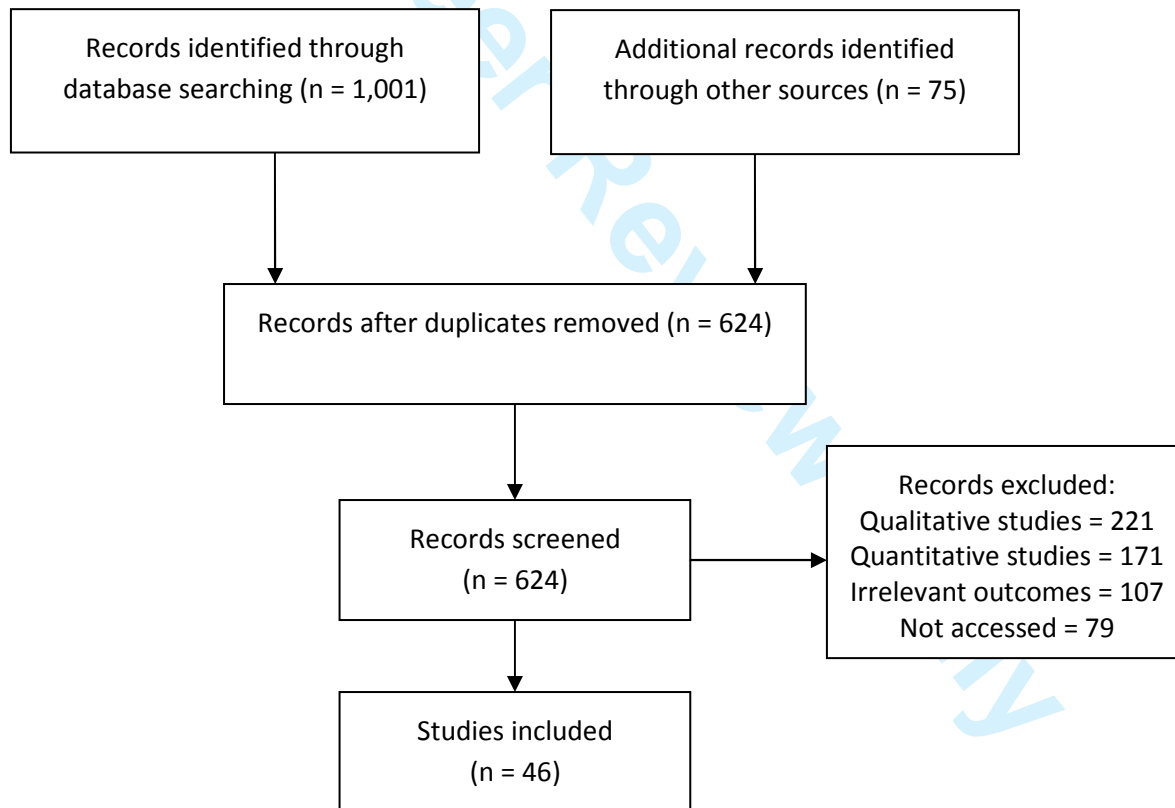 Records identified through
database searching (n = 1,001)
Additional records identified
through other sources (n = 75)
Records after duplicates removed (n = 624)
Records screened
(n = 624)
Records excluded:
Qualitative studies = 221
Quantitative studies = 171
Irrelevant outcomes = 107
Not accessed = 79
Studies included
(n = 46)
Review